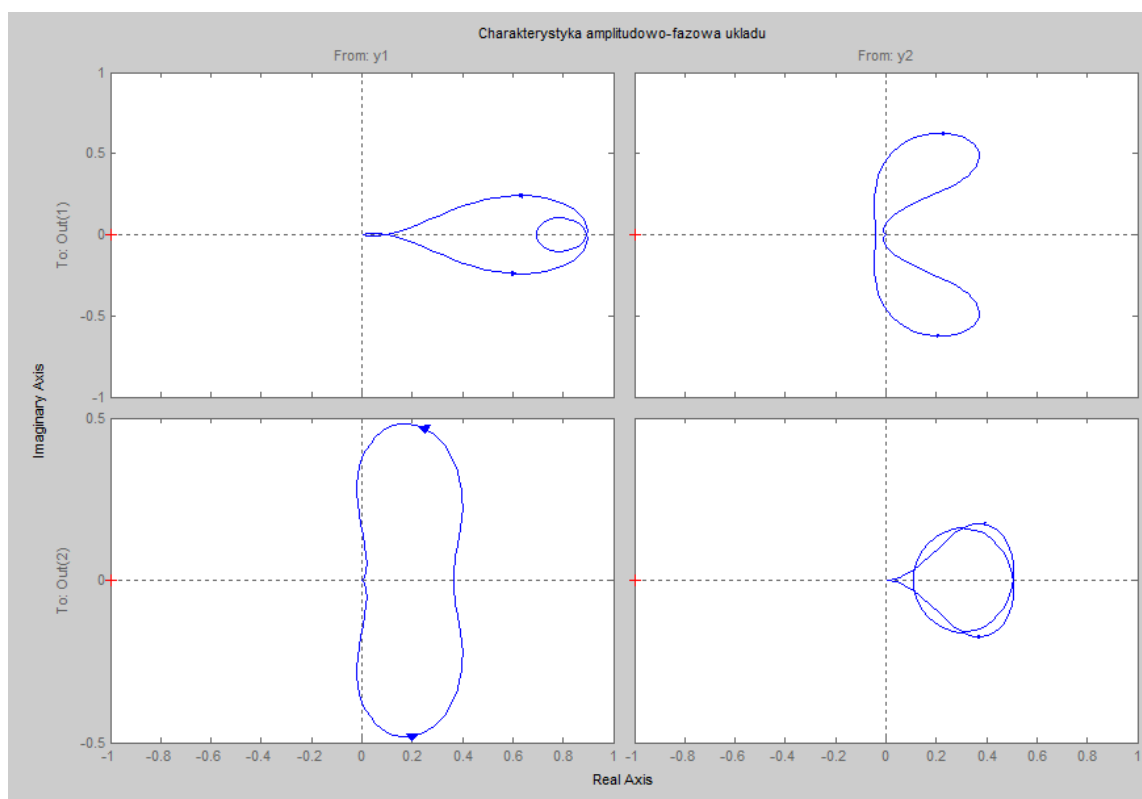 Charakterystyka amplitudowo-fazowa ukladu
From: y1
From: y2
To: Out(1)
1
0.5
0
-0.5
-1
To: Out(2)
0.5
0
-0.5
-1 -0.8 -0.6 -0.4 -0.2 0 0.2 0.4 0.6 0.8 1
-1 -0.8 -0.6 -0.4 -0.2 0 0.2 0.4 0.6 0.8 1
Imaginary Axis
Real Axis